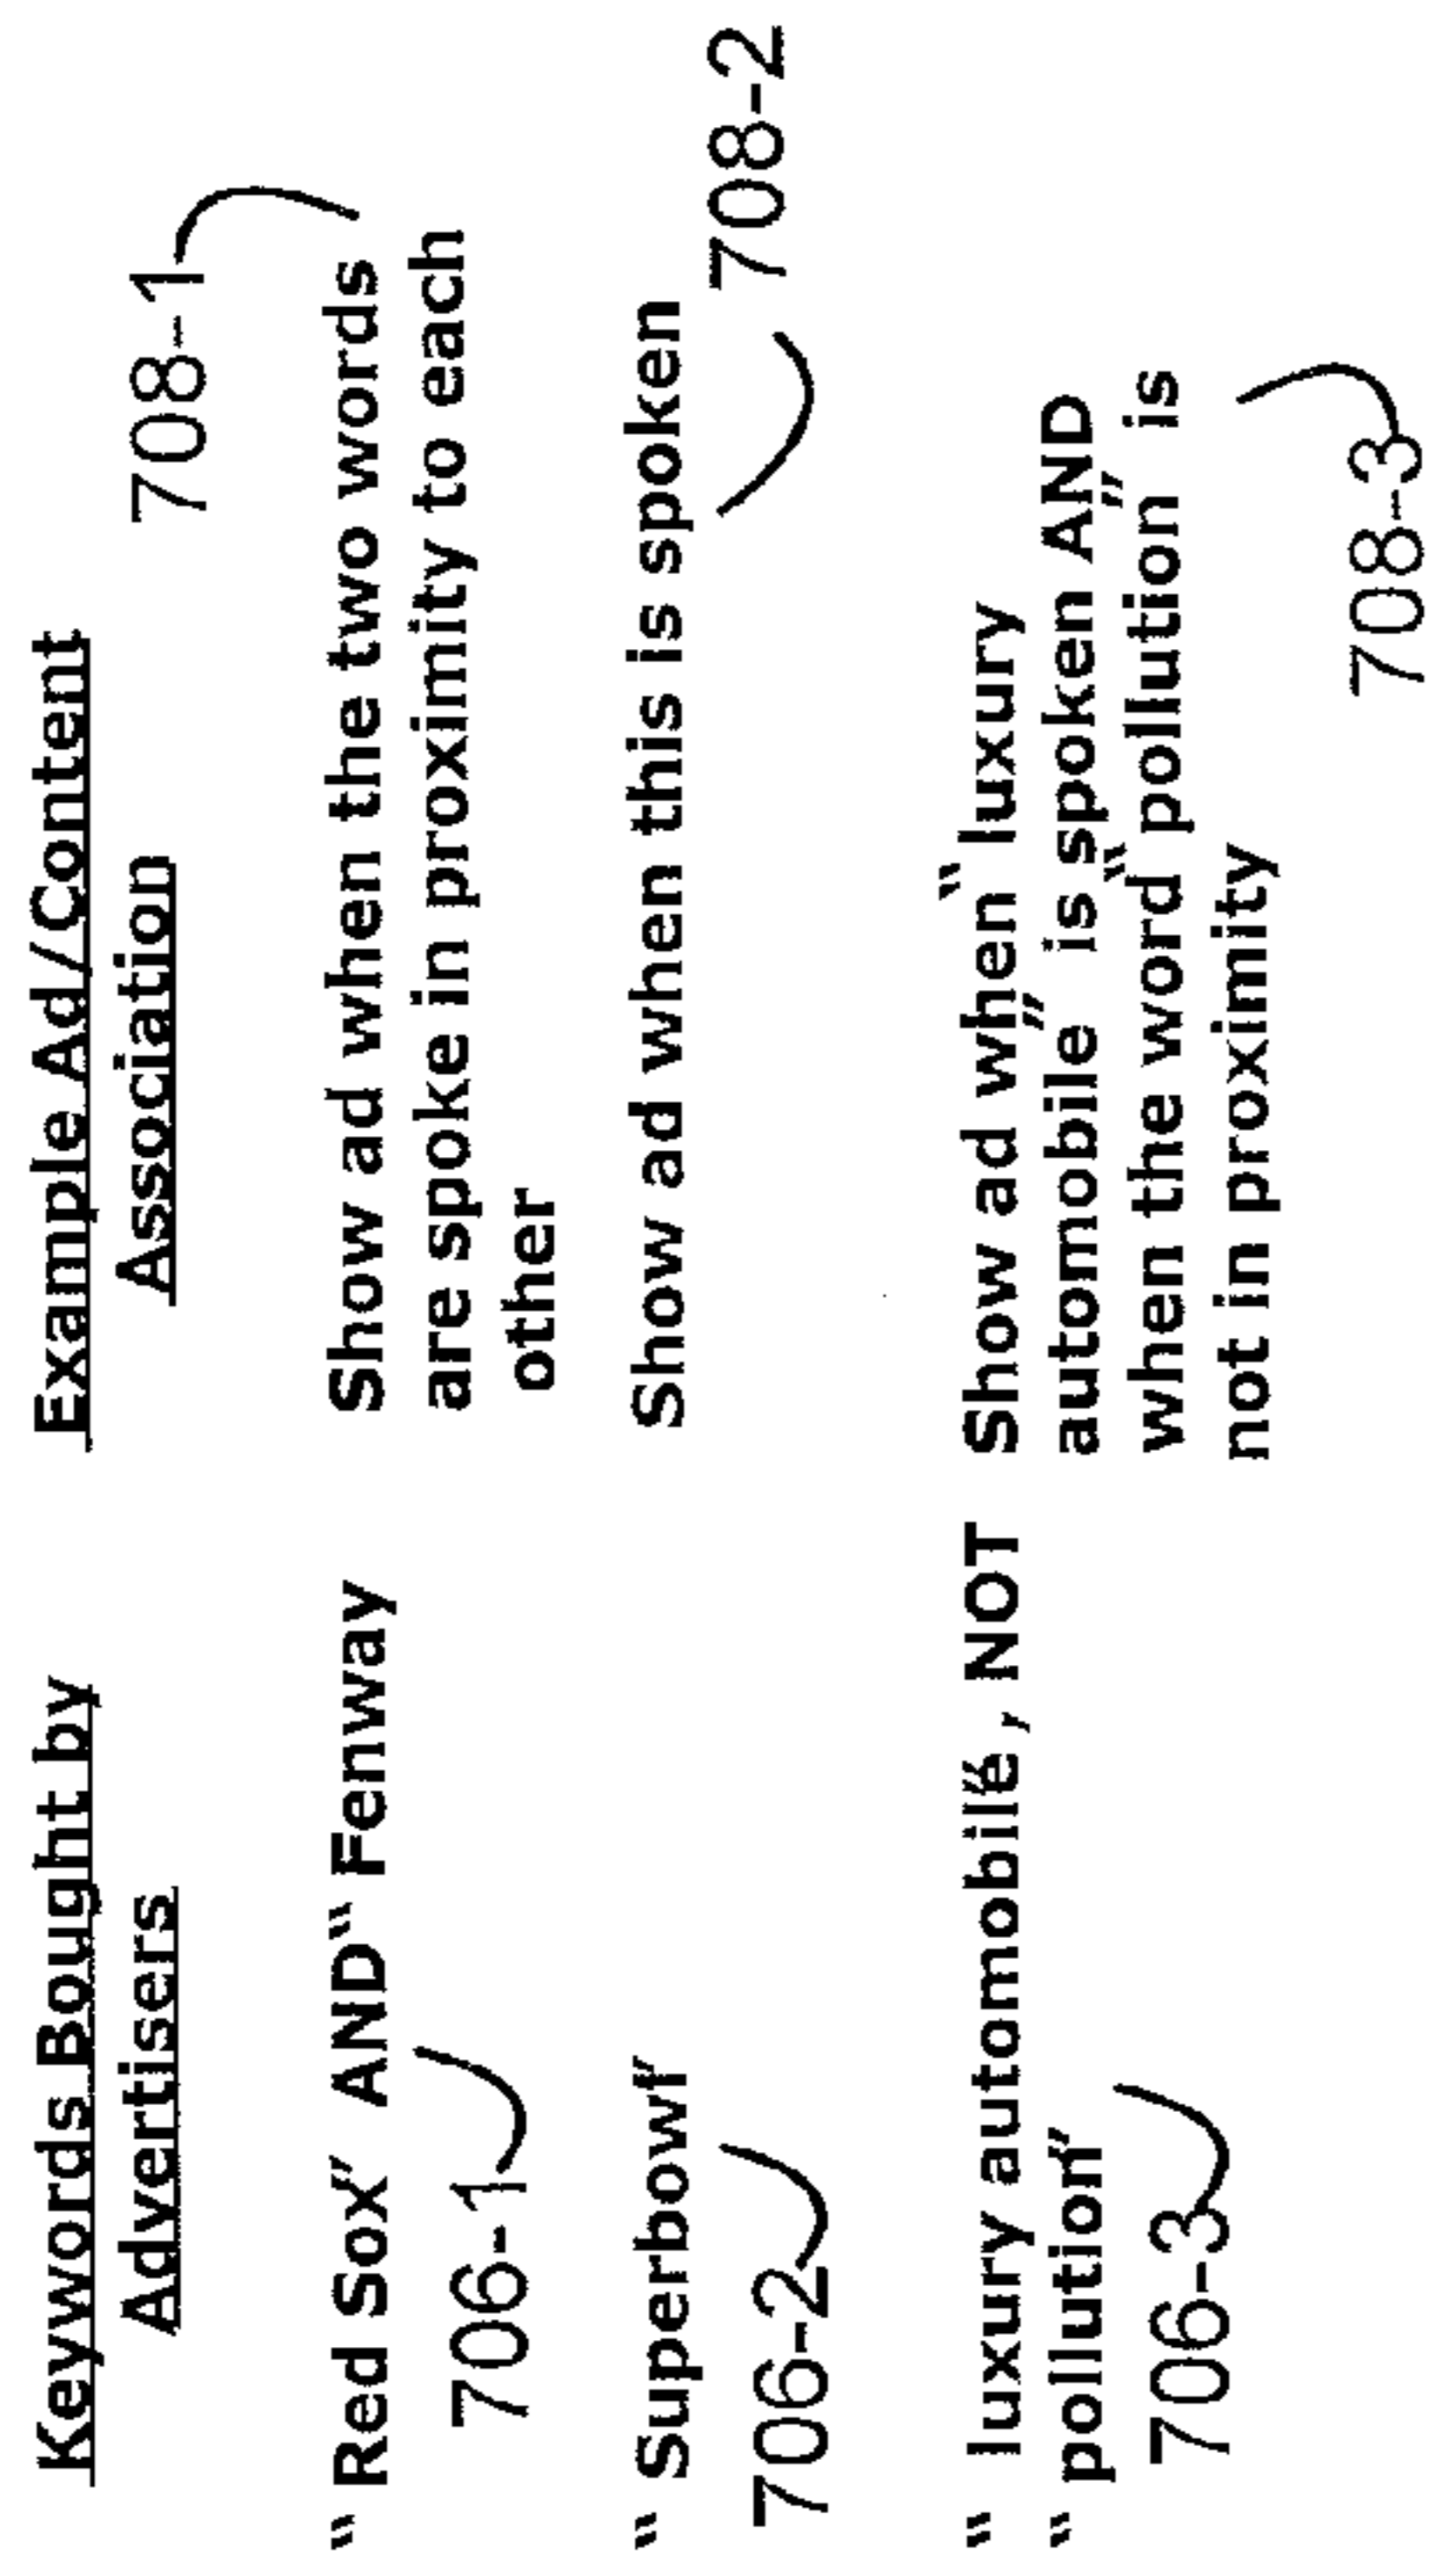 Keywords Bought by
Advertisers
Example Ad/Content
Association
708-1
“ Red Sox” AND“ Fenway
706-1
Show ad when the two words
are spoke in proximity to each
other
“ Superbowl”
706-2
Show ad when this is spoken
708-2
“ luxury automobile”, NOT
“ pollution”
706-3
Show ad when “luxury
automobile” is spoken AND
when the word “pollution” is
not in proximity
708-3